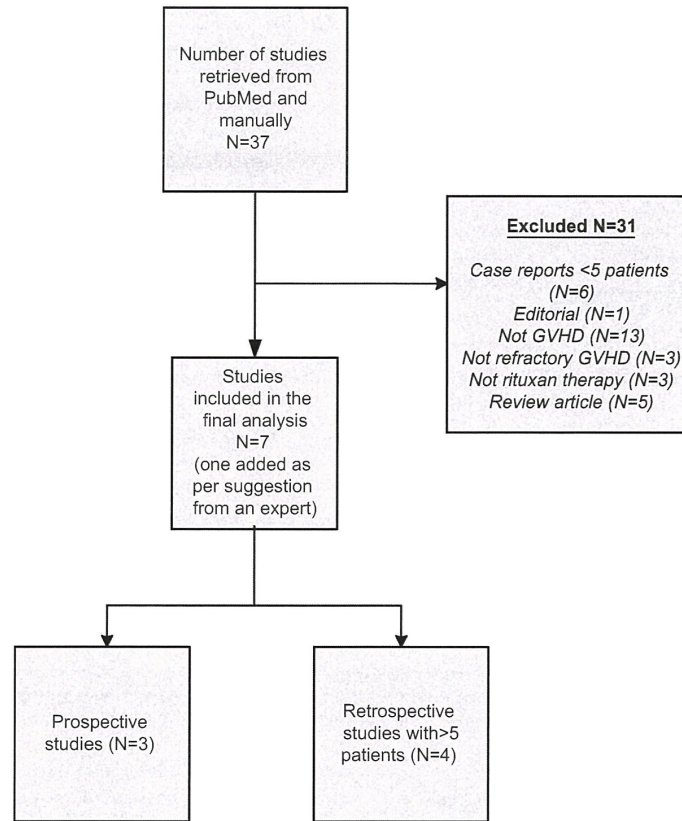 Number of studies
retrieved from
PubMed and
manually
N=37
Excluded N=31
Case reports <5 patients
(N=6)
Editorial (N=1)
Not GVHD (N=13)
Not refractory GVHD (N=3)
Not rituxan therapy (N=3)
Review article (N=5)
Studies
included in the
final analysis
N=7
(one added as
per suggestion
from an expert)
Prospective
studies (N=3)
Retrospective
studies with>5
patients (N=4)